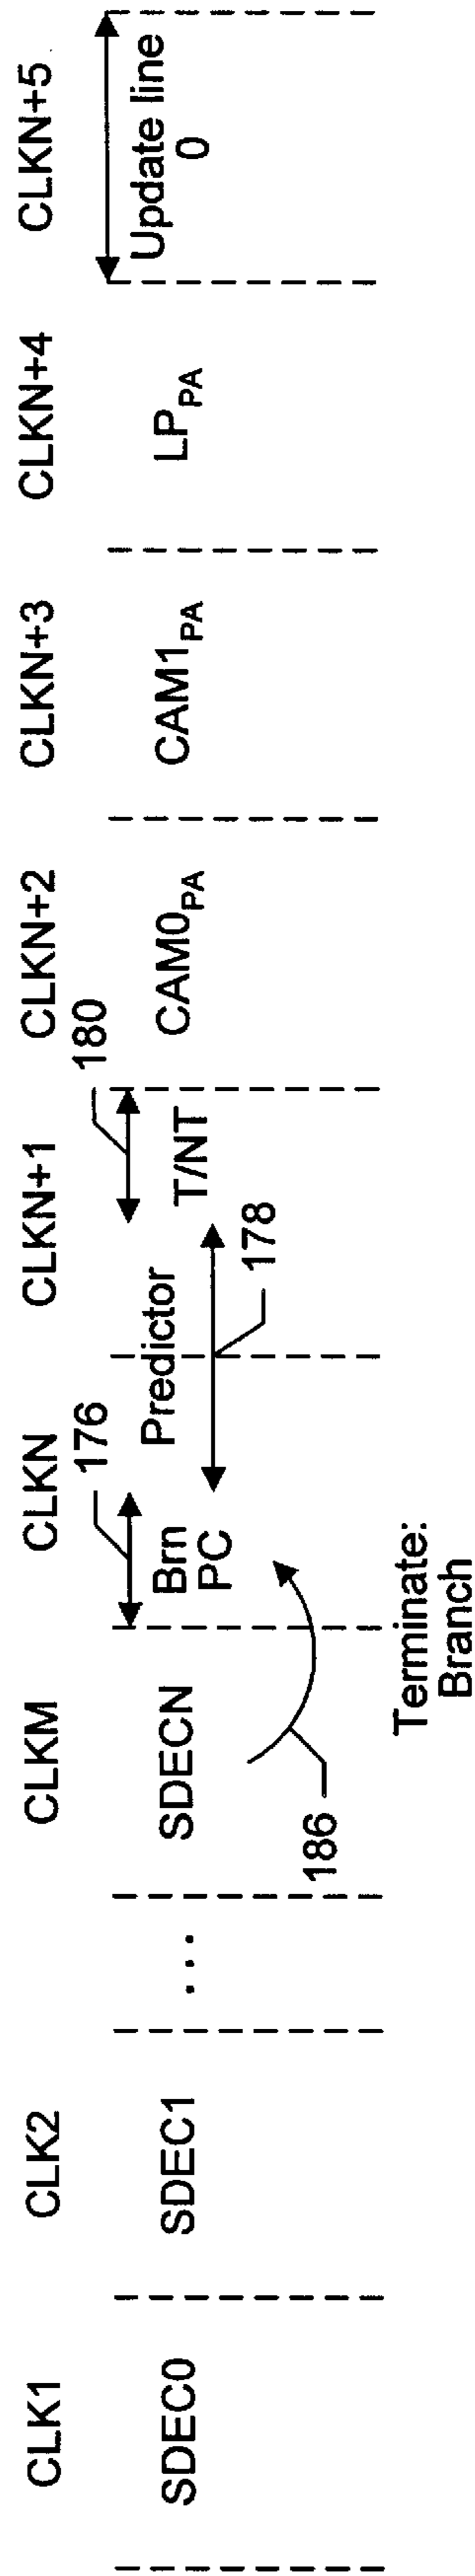 CLK1 CLK2 CLKM CLKN CLKN+1 CLKN+2 CLKN+3 CLKN+4 CLKN+5
176 180
SDEC0 SDEC1 ... SDECN Brn PC Predictor T/NT CAM0PA CAM1PA LPPA Update line 0
186 178
Terminate:
Branch